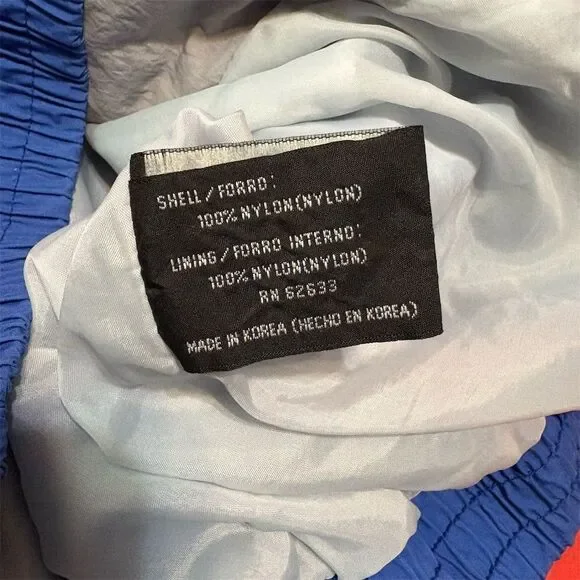 SHELL / FORRO:
100% NYLON(NYLON)
LINING / FORRO INTERNO:
100% NYLON(NYLON)
RN 62633
MADE IN KOREA (HECHO EN KOREA)